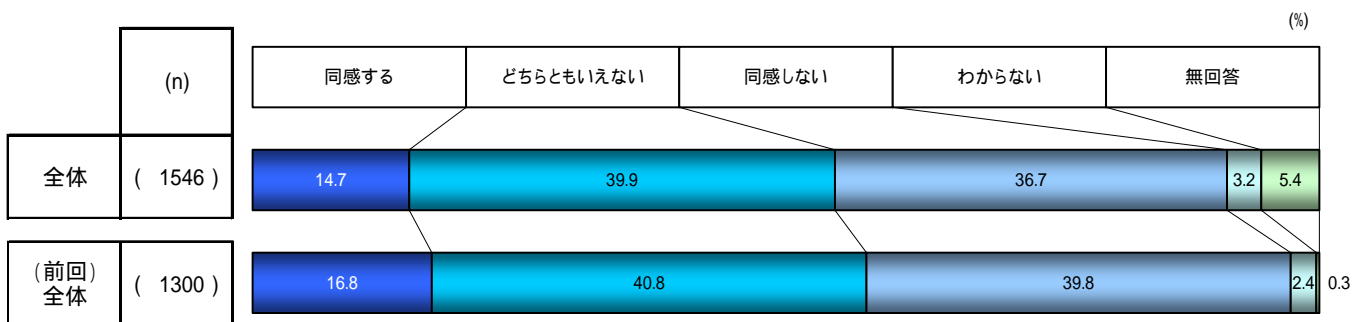 (%)
(n)
同感する どちらともいえない 同感しない わからない 無回答
全体 ( 1546 ) 14.7 39.9 36.7 3.2 5.4
(前回)
全体 ( 1300 ) 16.8 40.8 39.8 2.4 0.3